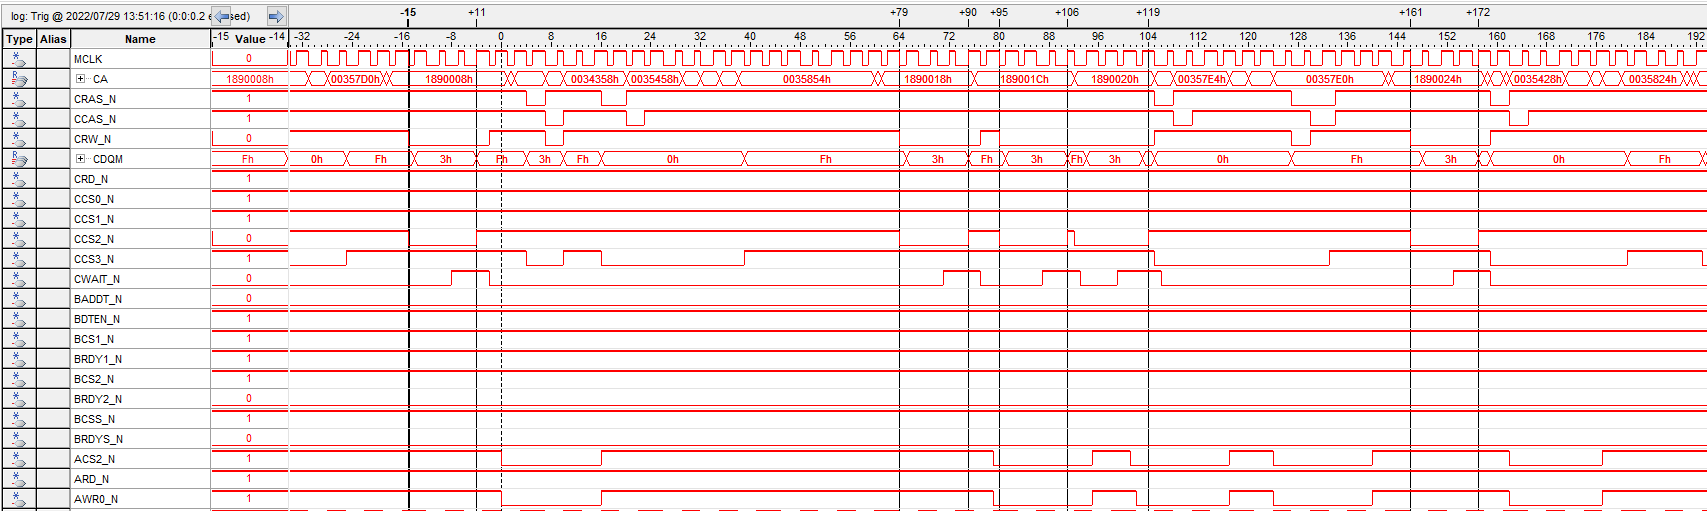 log: Trig @ 2022/07/29 13:51:16 (0:0:0.2 e sed) -15 +11 +79 +90 +95 +106 +119 +161 +172
Type Alias Name -15 Value -14 -32 -24 -16 -8 0 8 16 24 32 40 48 56 64 72 80 88 96 104 112 120 128 136 144 152 160 168 176 184 192
MCLK 0
CA 1890008h 00357D0h 1890008h 0034358h 0035458h 0035854h 1890018h 189001Ch 1890020h 00357E4h 00357E0h 1890024h 0035428h 0035824h
CRAS_N 1
CCAS_N 1
CRW_N 0
CDQM Fh 0h Fh 3h Fh 3h Fh 0h Fh 3h Fh 3h Fh 3h 0h Fh 3h 0h Fh
CRD_N 1
CCS0_N 1
CCS1_N 1
CCS2_N 0
CCS3_N 1
CWAIT_N 0
BADDT_N 0
BDTEN_N 1
BCS1_N 1
BRDY1_N 1
BCS2_N 1
BRDY2_N 0
BCSS_N 1
BRDYS_N 0
ACS2_N 1
ARD_N 1
AWR0_N 1